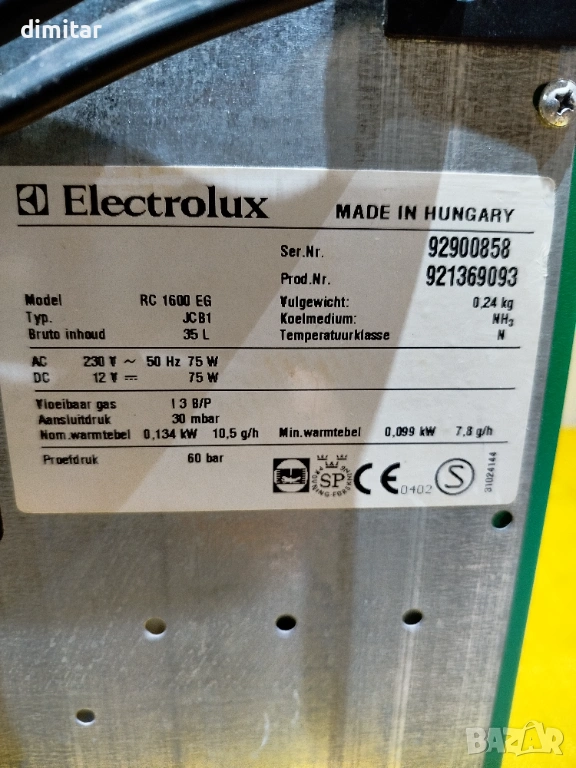 dimitar
Electrolux MADE IN HUNGARY
Ser.Nr. 92900858
Prod.Nr. 921369093
Model RC 1600 EG Vulgewicht: 0,24 kg
Typ. JCB1 Koelmedium: NH3
Bruto inhoud 35 L Temperatuurklasse N
AC 230 V ~ 50 Hz 75 W
DC 12 V ⎓ 75 W
Vloeibaar gas I 3 B/P
Aansluitdruk 30 mbar
Nom.warmtebel 0,134 kW 10,5 g/h Min.warmtebel 0,099 kW 7,8 g/h
Proefdruk 60 bar SP CE 0402 S 31024144
BAZAR